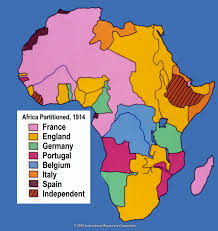 Africa Partitioned, 1914
France
England
Germany
Portugal
Belgium
Italy
Spain
Independent